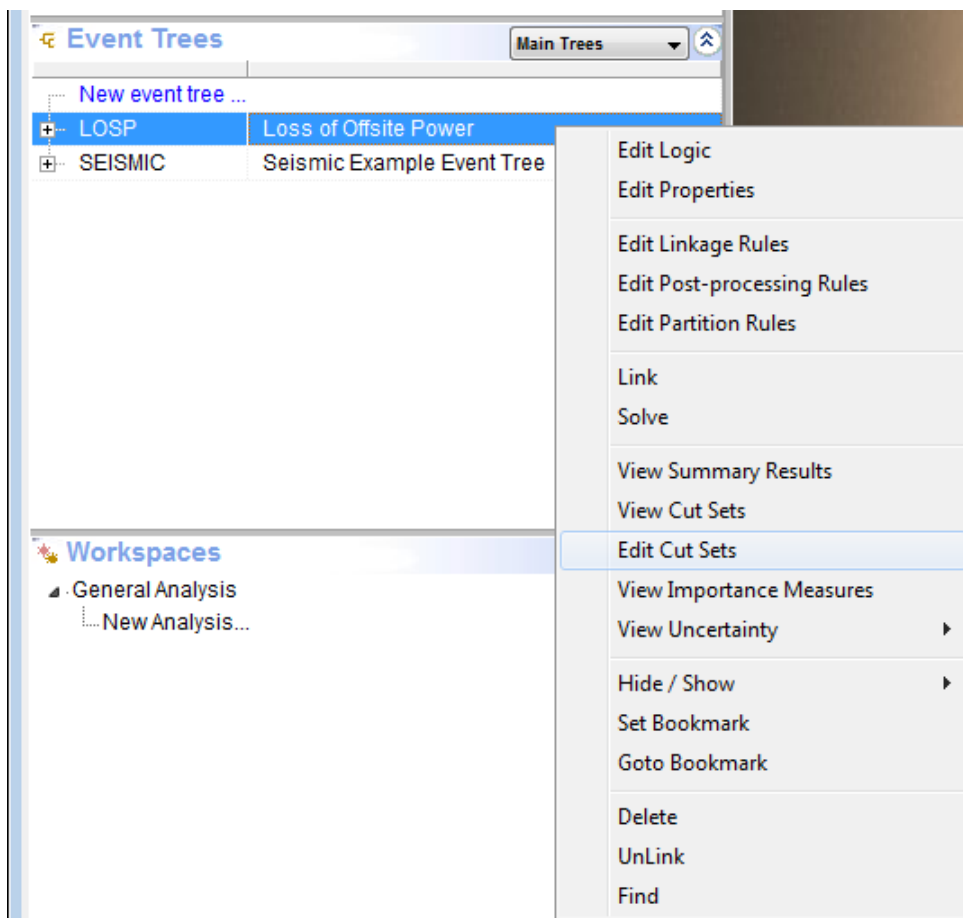 Event Trees
Main Trees
New event tree ...
LOSP Loss of Offsite Power
SEISMIC Seismic Example Event Tree
Workspaces
General Analysis
New Analysis...
Edit Logic
Edit Properties
Edit Linkage Rules
Edit Post-processing Rules
Edit Partition Rules
Link
Solve
View Summary Results
View Cut Sets
Edit Cut Sets
View Importance Measures
View Uncertainty
Hide / Show
Set Bookmark
Goto Bookmark
Delete
UnLink
Find